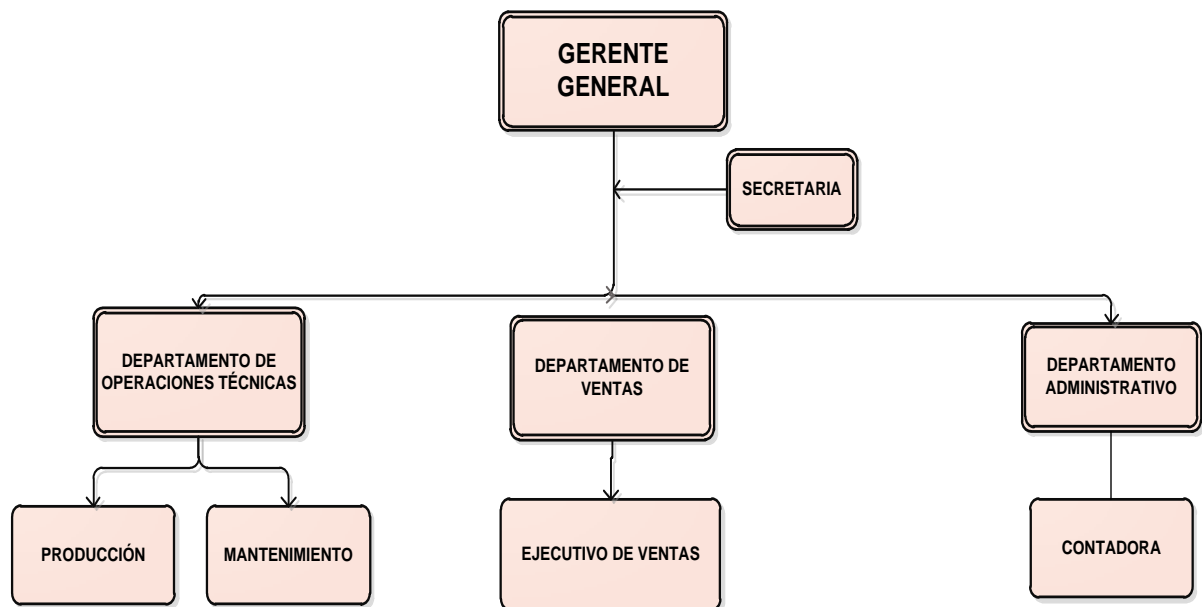 GERENTE
GENERAL
SECRETARIA
DEPARTAMENTO DE
OPERACIONES TÉCNICAS
DEPARTAMENTO DE
VENTAS
DEPARTAMENTO
ADMINISTRATIVO
PRODUCCIÓN
MANTENIMIENTO
EJECUTIVO DE VENTAS
CONTADORA